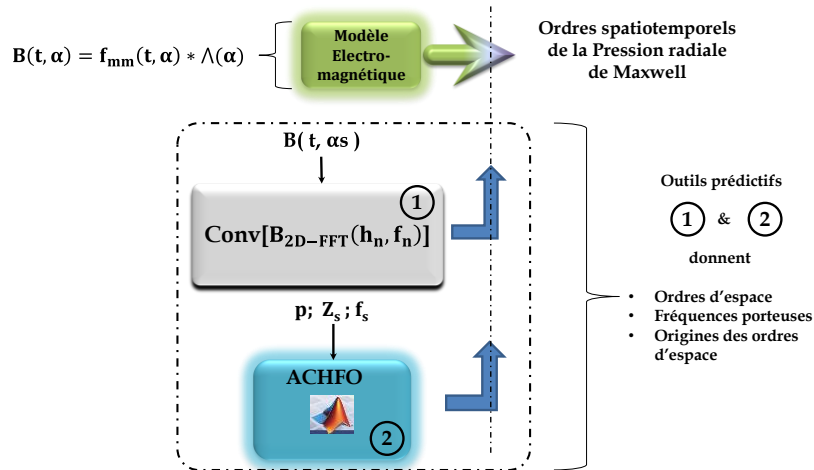 B(t, α) = f_mm(t, α) * Λ(α)
Modèle
Electro-
magnétique
Ordres spatiotemporels
de la Pression radiale
de Maxwell
B( t, αs )
1
Conv[B_2D−FFT(h_n, f_n)]
p; Z_s ; f_s
ACHFO
2
Outils prédictifs
1 & 2
donnent
• Ordres d'espace
• Fréquences porteuses
• Origines des ordres
d'espace